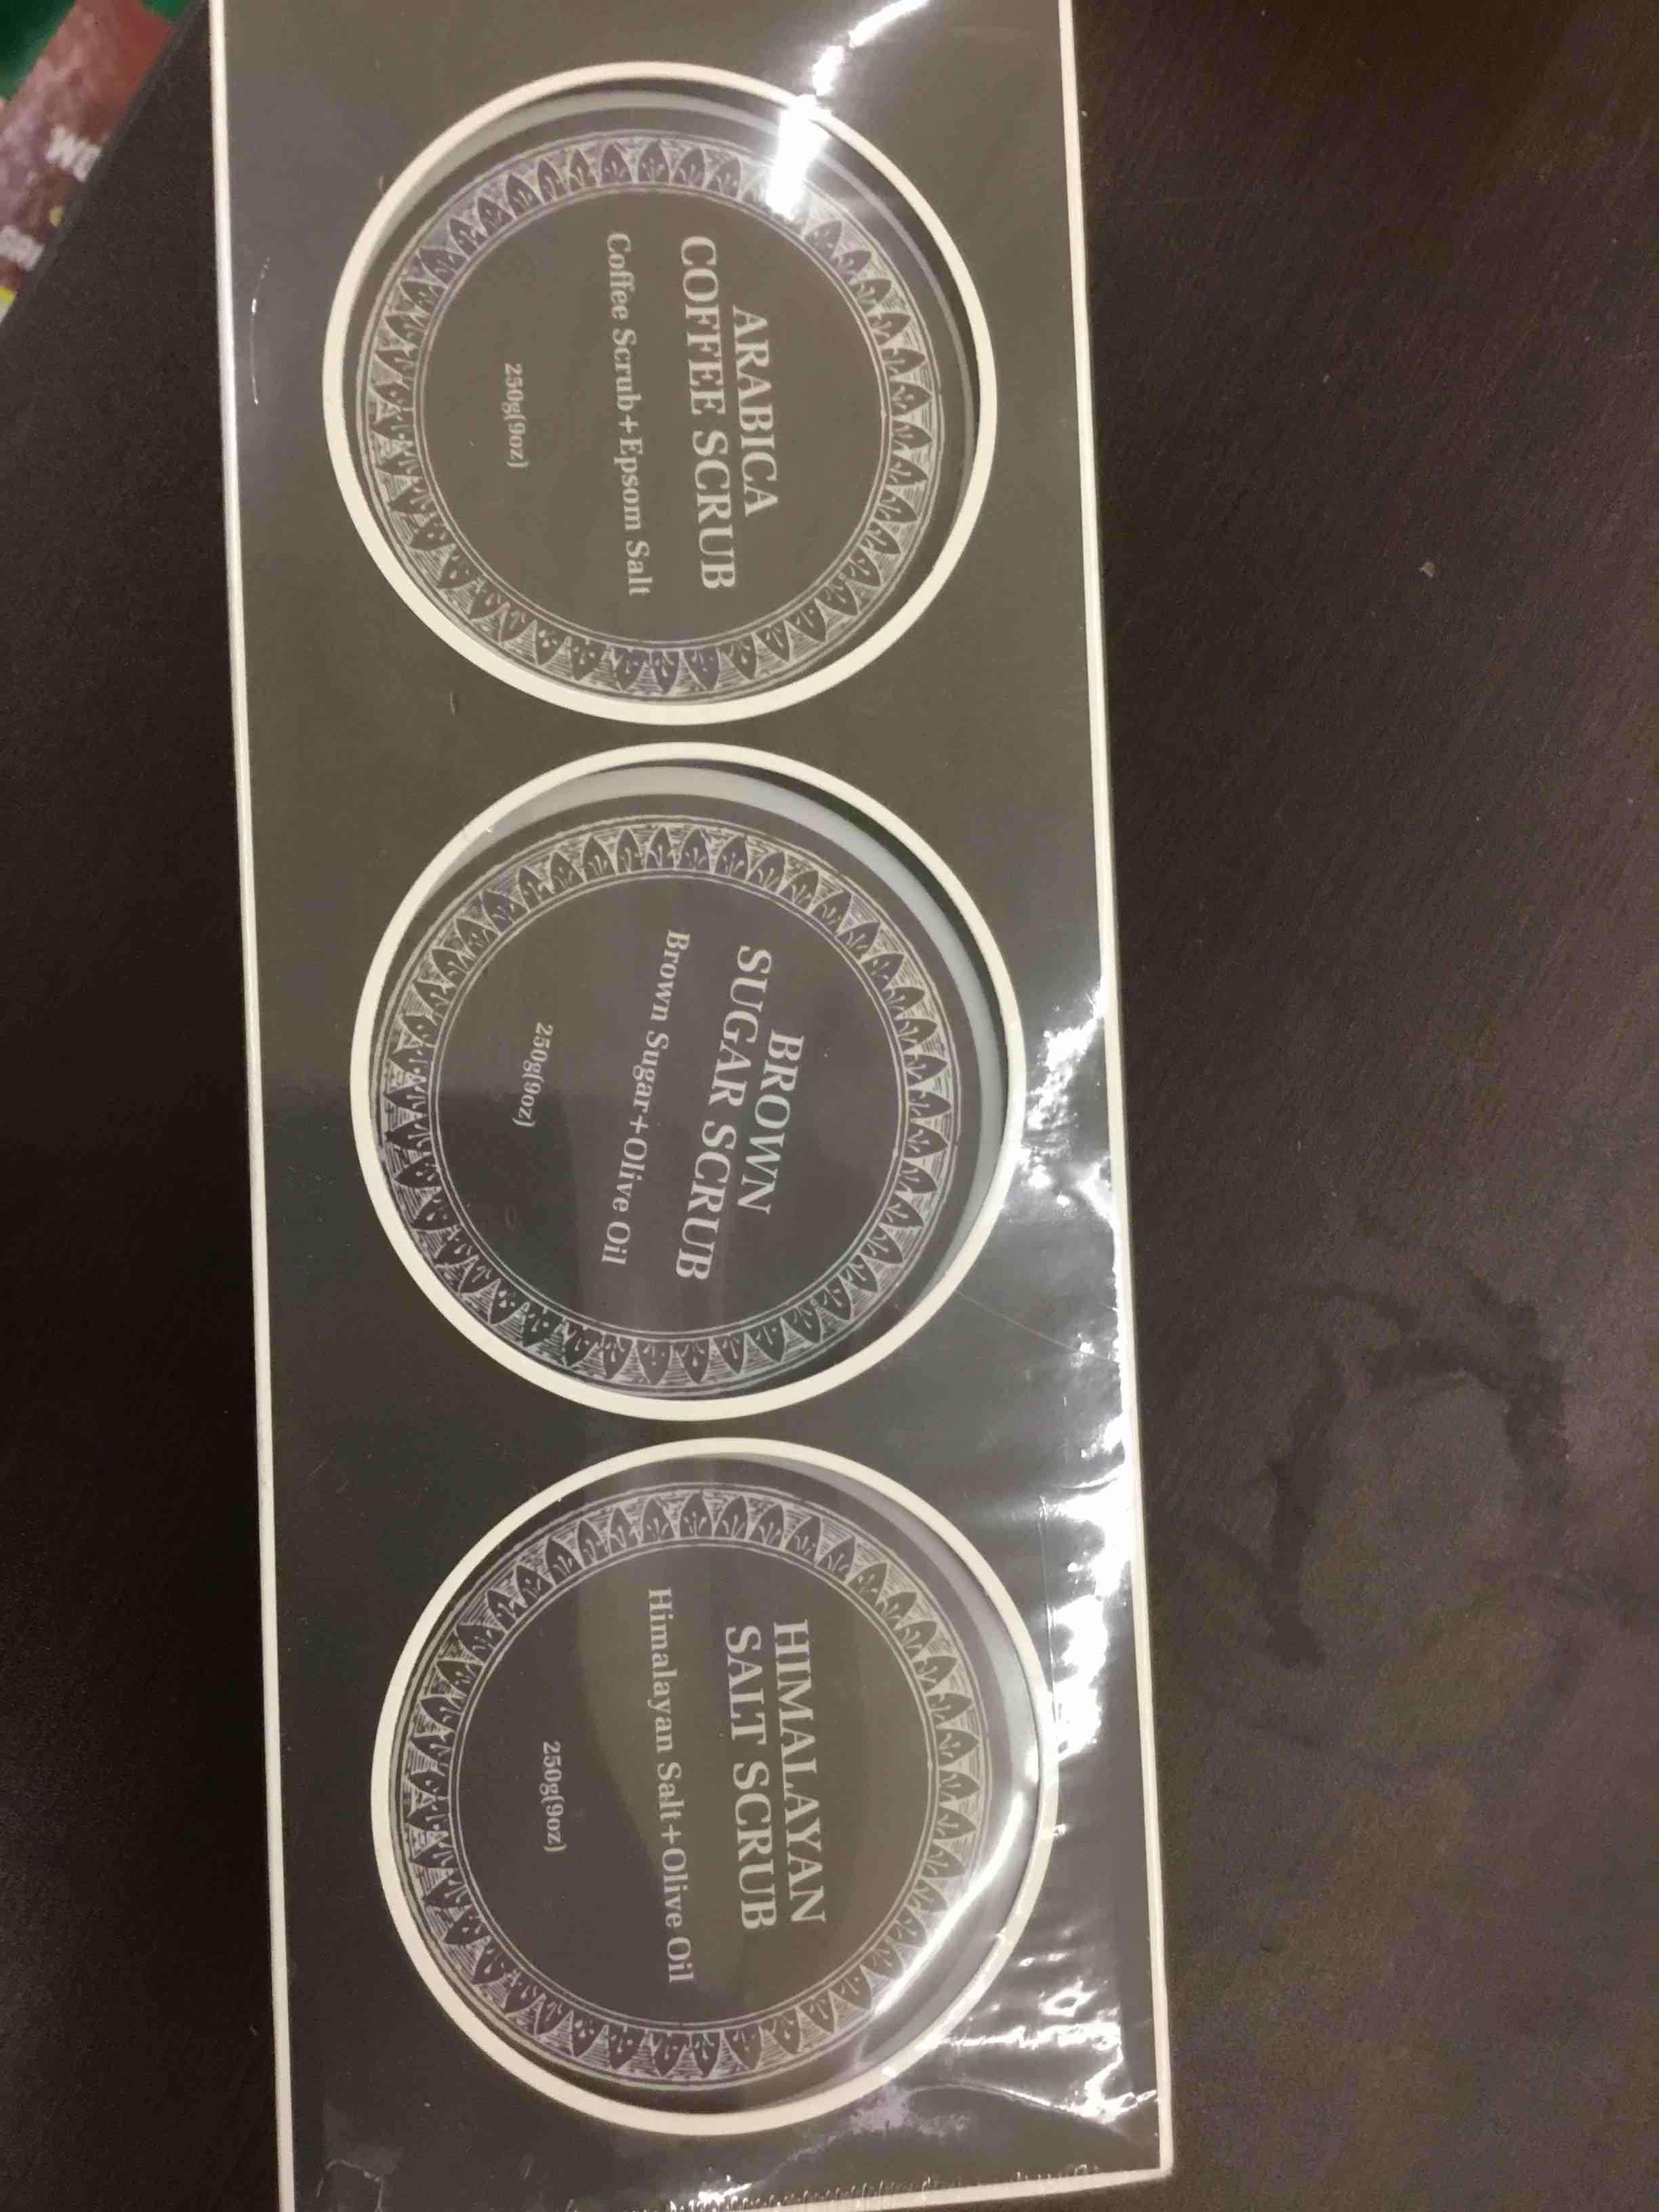 ARABICA
COFFEE SCRUB
Coffee Scrub+Epsom Salt
250g(9oz)
BROWN
SUGAR SCRUB
Brown Sugar+Olive Oil
250g(9oz)
HIMALAYAN
SALT SCRUB
Himalayan Salt+Olive Oil
250g(9oz)